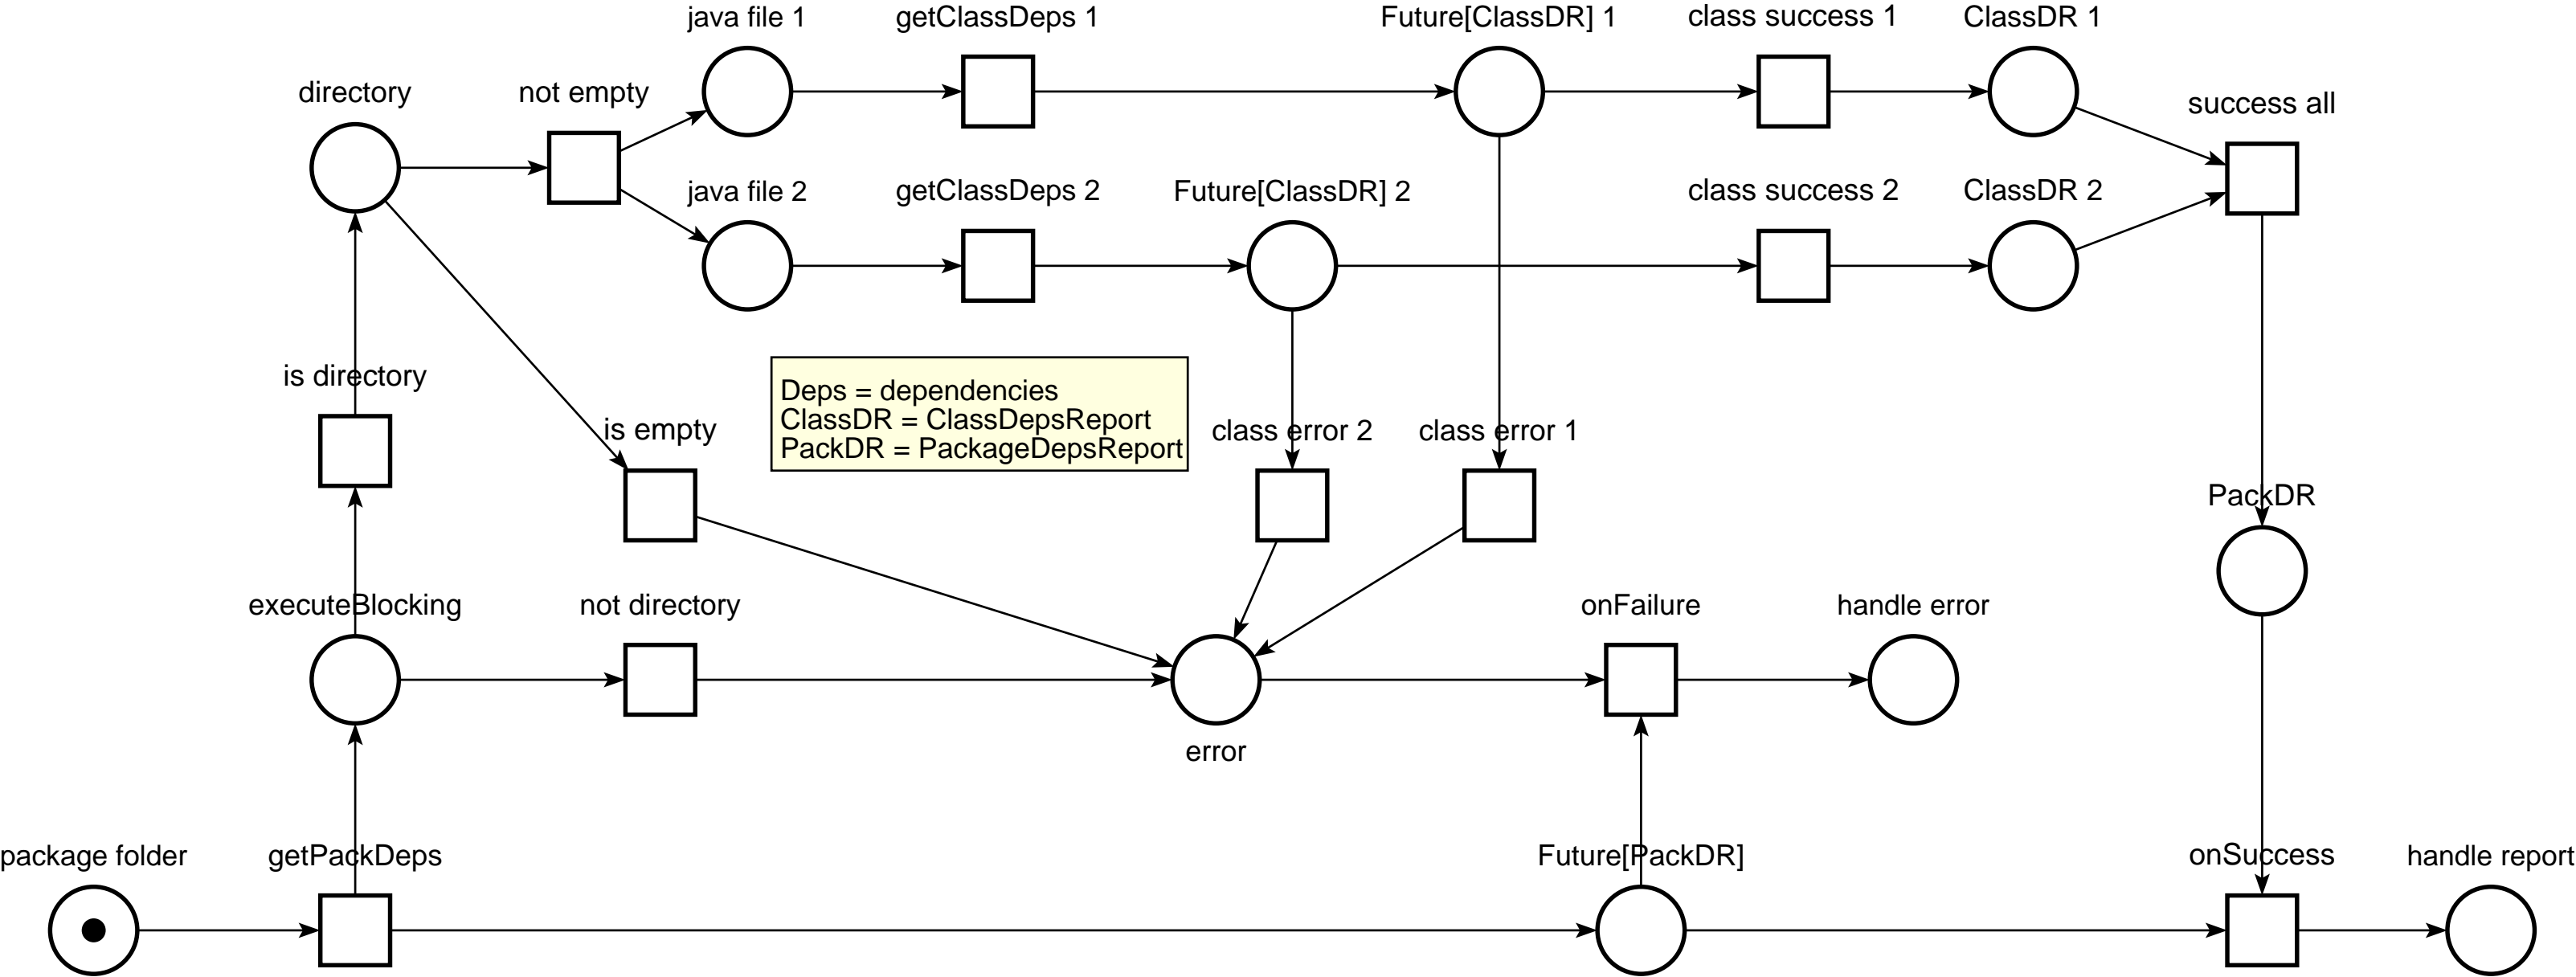 java file 1
getClassDeps 1
Future[ClassDR] 1
class success 1
ClassDR 1
directory
not empty
success all
java file 2
getClassDeps 2
Future[ClassDR] 2
class success 2
ClassDR 2
is directory
is empty
Deps = dependencies
ClassDR = ClassDepsReport
PackDR = PackageDepsReport
class error 2
class error 1
PackDR
executeBlocking
not directory
onFailure
handle error
error
package folder
getPackDeps
Future[PackDR]
onSuccess
handle report